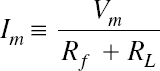 I_m ≡ V_m / (R_f + R_L)